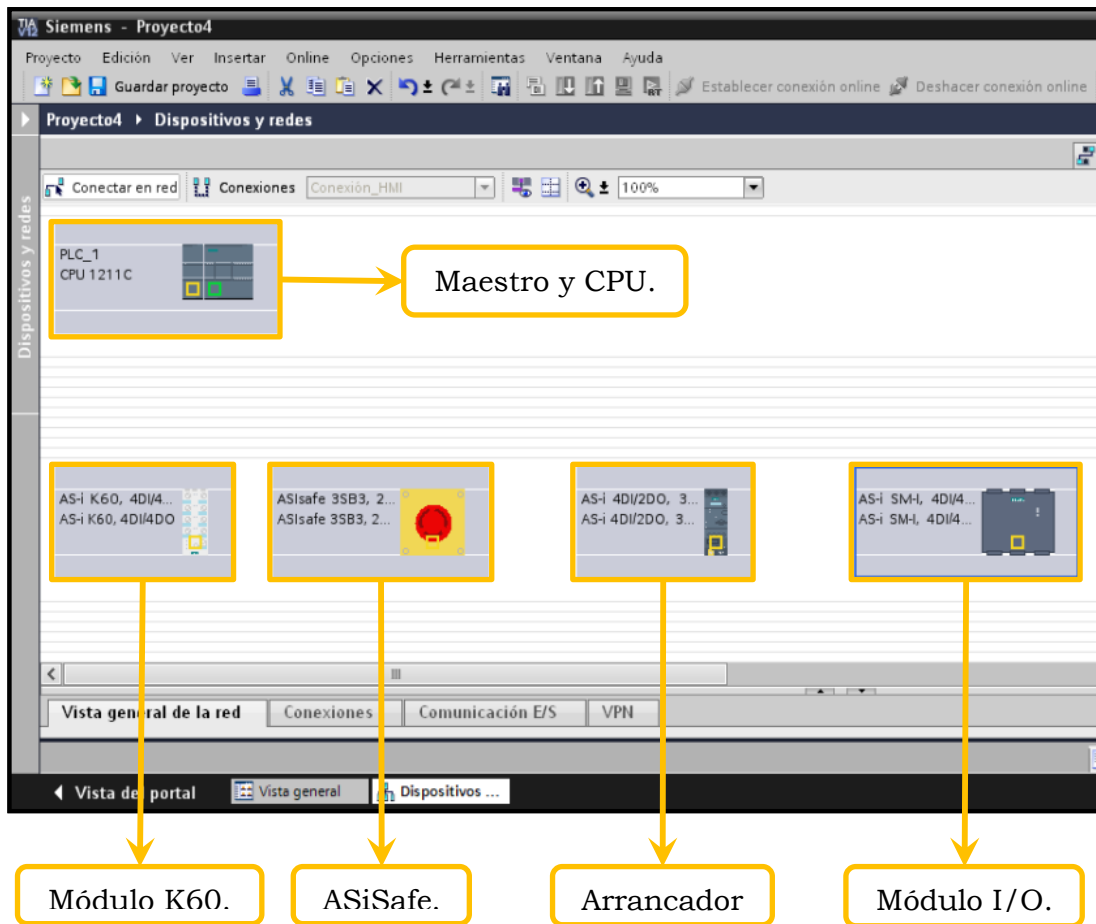 Siemens - Proyecto4
Proyecto Edición Ver Insertar Online Opciones Herramientas Ventana Ayuda
Guardar proyecto Establecer conexión online Deshacer conexión online
Proyecto4 Dispositivos y redes
Conectar en red Conexiones Conexión_HMI 100%
Dispositivos y redes
PLC_1
CPU 1211C
Maestro y CPU.
AS-i K60, 4DI/4...
AS-i K60, 4DI/4DO
ASIsafe 3SB3, 2...
ASIsafe 3SB3, 2...
AS-i 4DI/2DO, 3...
AS-i 4DI/2DO, 3...
AS-i SM-I, 4DI/4...
AS-i SM-I, 4DI/4...
Vista general de la red Conexiones Comunicación E/S VPN
Vista del portal Vista general Dispositivos ...
Módulo K60. ASiSafe. Arrancador Módulo I/O.